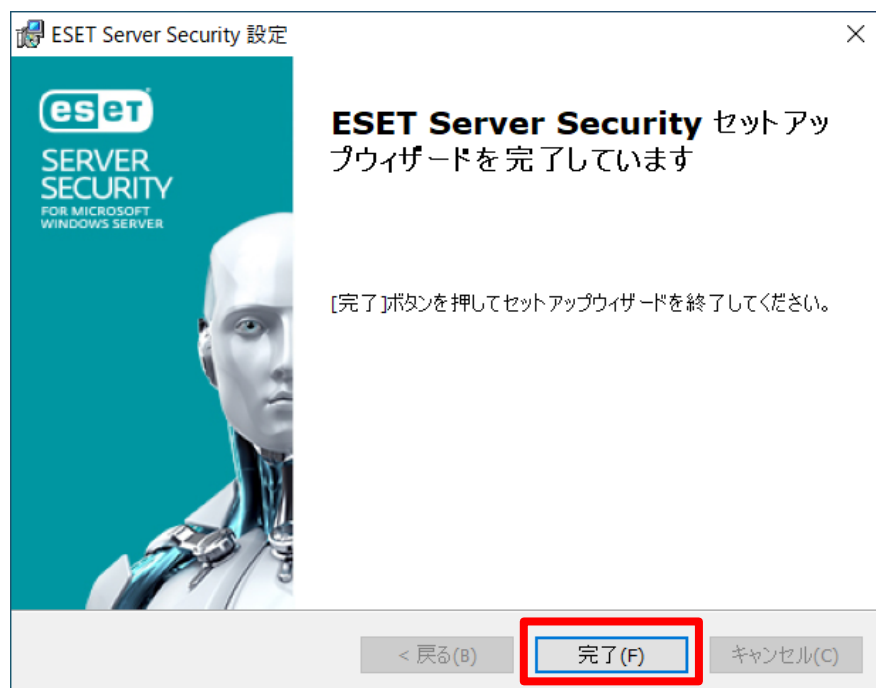 ESET Server Security 設定
eseT
SERVER
SECURITY
FOR MICROSOFT
WINDOWS SERVER
ESET Server Security セットアッ
プウィザードを完了しています
[完了]ボタンを押してセットアップウィザードを終了してください。
< 戻る(B)
完了(F)
キャンセル(C)